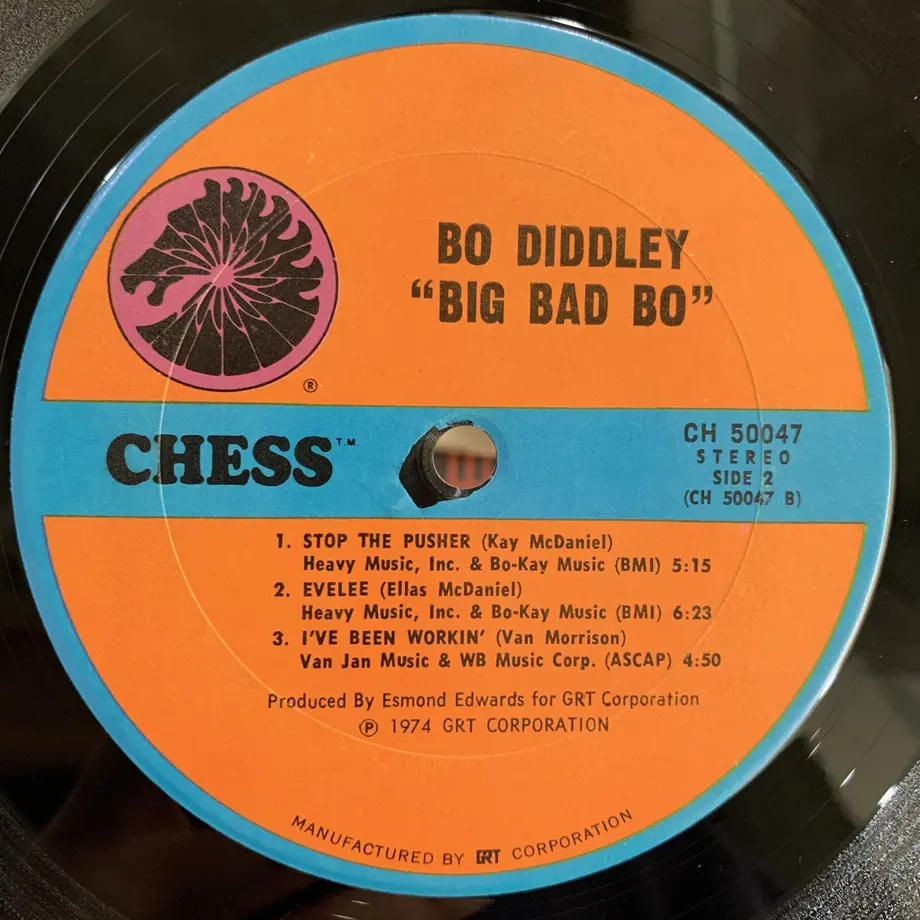 BO DIDDLEY
“BIG BAD BO”
®
CHESS™
CH 50047
STEREO
SIDE 2
(CH 50047 B)
1. STOP THE PUSHER (Kay McDaniel)
Heavy Music, Inc. & Bo-Kay Music (BMI) 5:15
2. EVELEE (Ellas McDaniel)
Heavy Music, Inc. & Bo-Kay Music (BMI) 6:23
3. I'VE BEEN WORKIN' (Van Morrison)
Van Jan Music & WB Music Corp. (ASCAP) 4:50
Produced By Esmond Edwards for GRT Corporation
℗ 1974 GRT CORPORATION
MANUFACTURED BY GRT CORPORATION